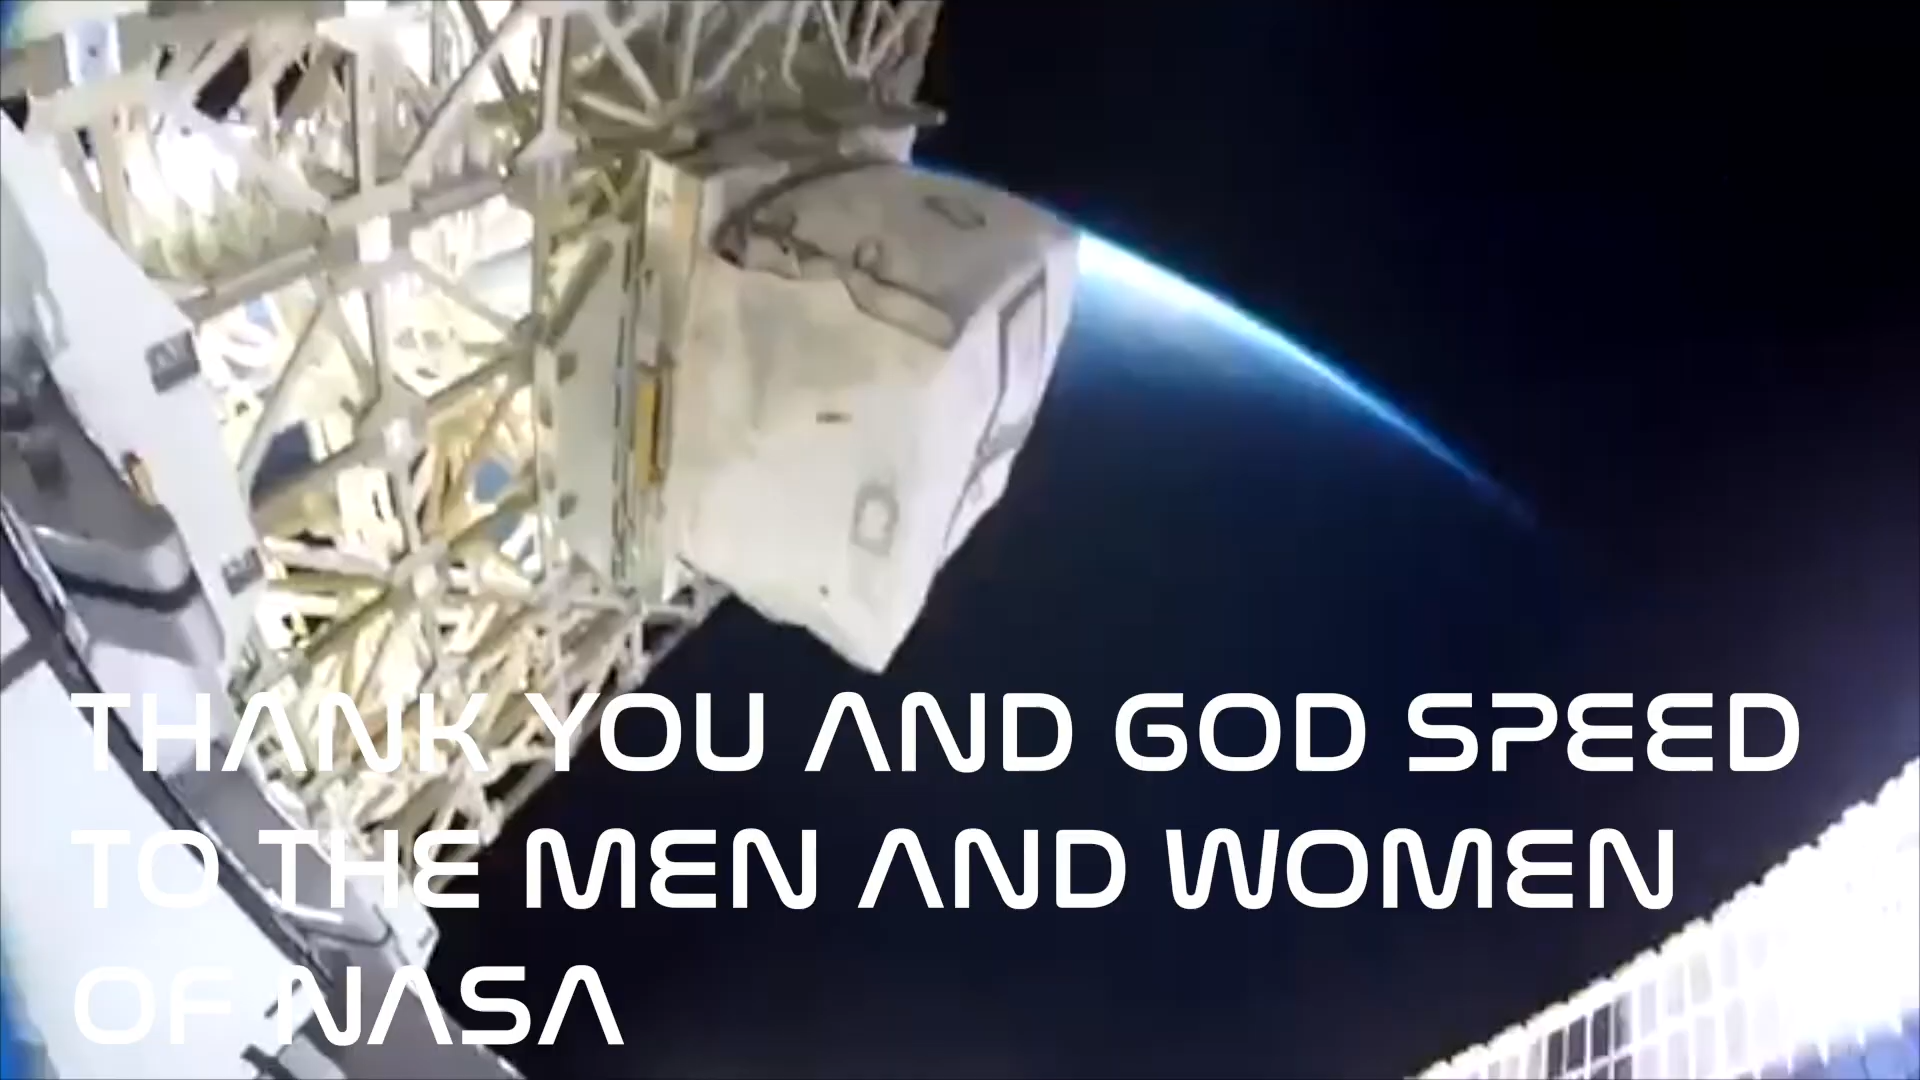 THANK YOU AND GOD SPEED
TO THE MEN AND WOMEN
OF NASA